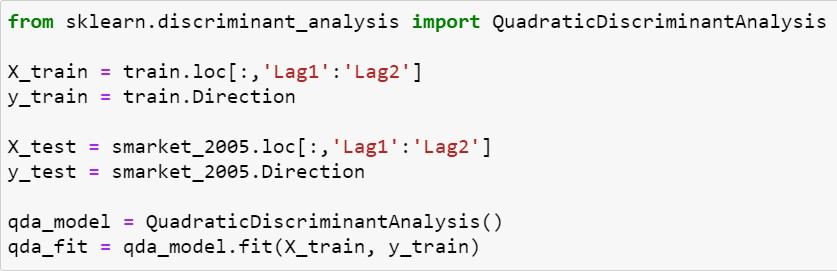 from sklearn.discriminant_analysis import QuadraticDiscriminantAnalysis
X_train = train.loc[:,'Lag1':'Lag2']
y_train = train.Direction
X_test = smarket_2005.loc[:,'Lag1':'Lag2']
y_test = smarket_2005.Direction
qda_model = QuadraticDiscriminantAnalysis()
qda_fit = qda_model.fit(X_train, y_train)